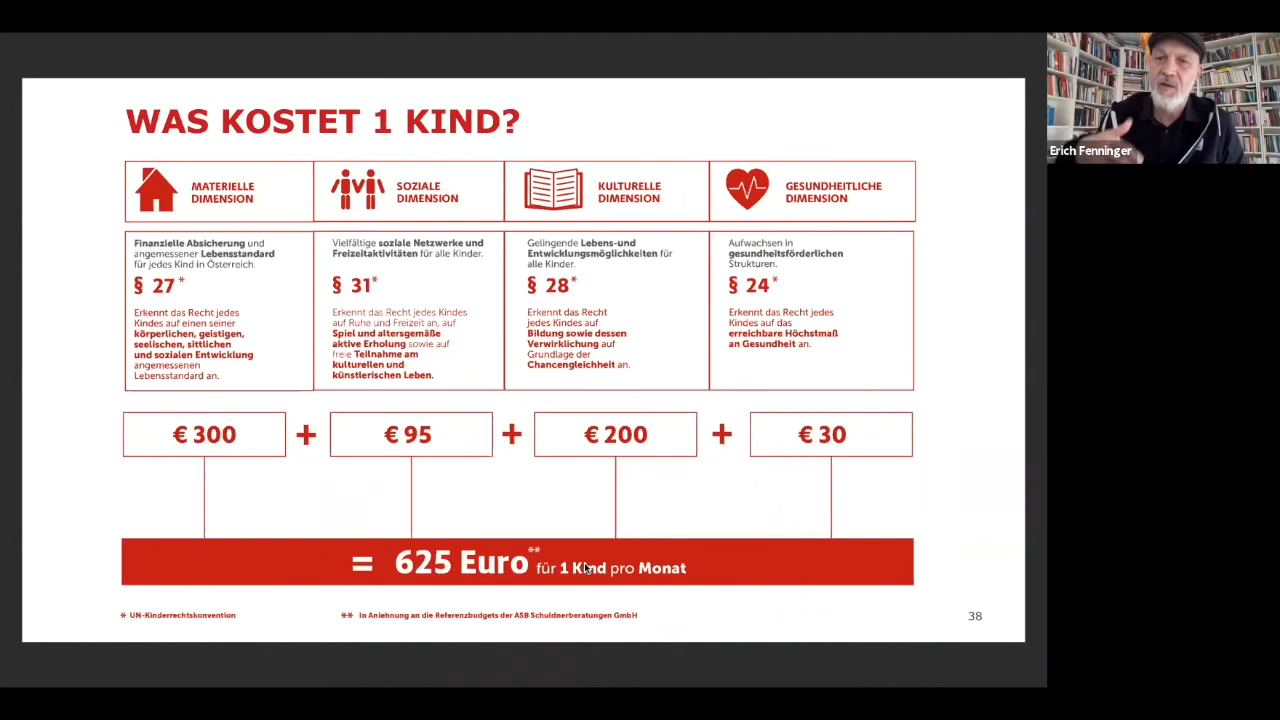 WAS KOSTET 1 KIND?
MATERIELLE
DIMENSION
SOZIALE
DIMENSION
KULTURELLE
DIMENSION
GESUNDHEITLICHE
DIMENSION
Finanzielle Absicherung und
angemessener Lebensstandard
für jedes Kind in Österreich.
§ 27*
Erkennt das Recht jedes
Kindes auf einen seiner
körperlichen, geistigen,
seelischen, sittlichen
und sozialen Entwicklung
angemessenen
Lebensstandard an.
Vielfältige soziale Netzwerke und
Freizeitaktivitäten für alle Kinder.
§ 31*
Erkennt das Recht jedes Kindes
auf Ruhe und Freizeit an, auf
Spiel und altersgemäße
aktive Erholung sowie auf
freie Teilnahme am
kulturellen und
künstlerischen Leben.
Gelingende Lebens-und
Entwicklungsmöglichkeiten für
alle Kinder.
§ 28*
Erkennt das Recht
jedes Kindes auf
Bildung sowie dessen
Verwirklichung auf
Grundlage der
Chancengleichheit an.
Aufwachsen in
gesundheitsförderlichen
Strukturen.
§ 24*
Erkennt das Recht jedes
Kindes auf das
erreichbare Höchstmaß
an Gesundheit an.
€ 300 + € 95 + € 200 + € 30
= 625 Euro** für 1 Kind pro Monat
* UN-Kinderrechtskonvention
** In Anlehnung an die Referenzbudgets der ASB Schuldnerberatungen GmbH
38
Erich Fenninger